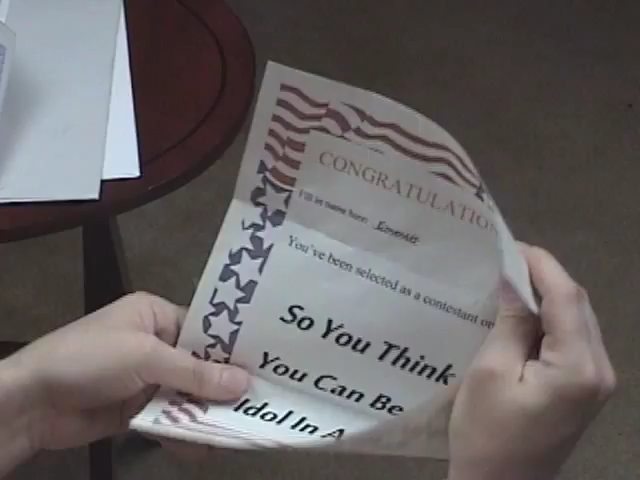 CONGRATULATION
Fill in name here: Emmett
You've been selected as a contestant on
So You Think
You Can Be
Idol In A